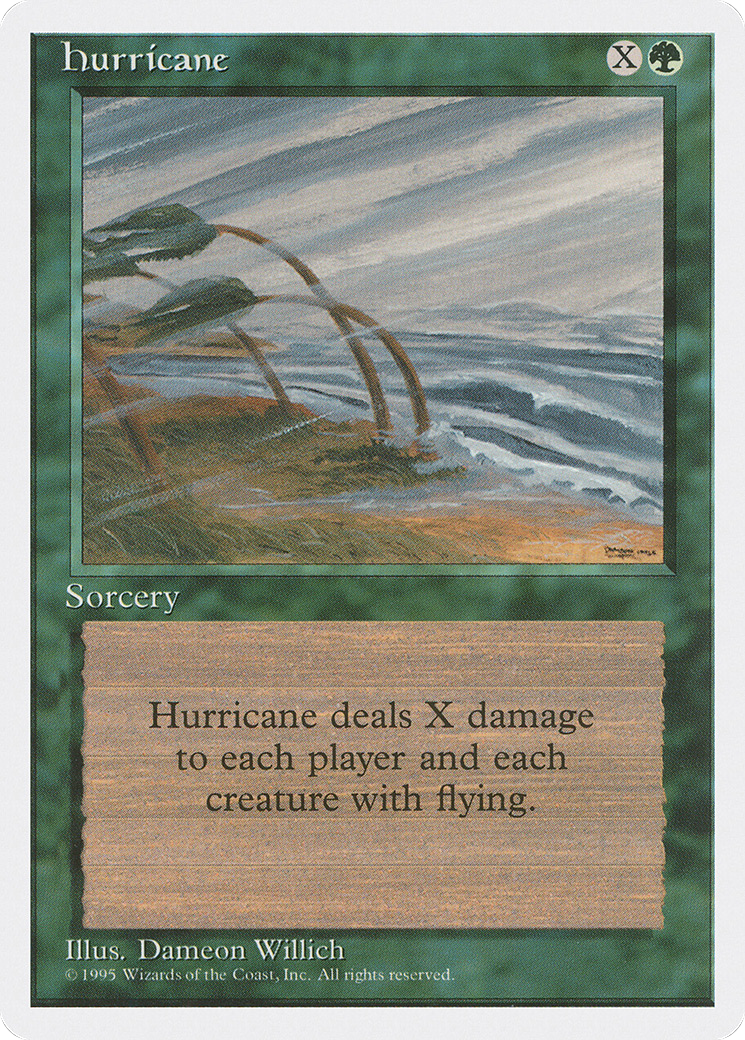 Hurricane
X
Sorcery
Hurricane deals X damage
to each player and each
creature with flying.
Illus. Dameon Willich
© 1995 Wizards of the Coast, Inc. All rights reserved.